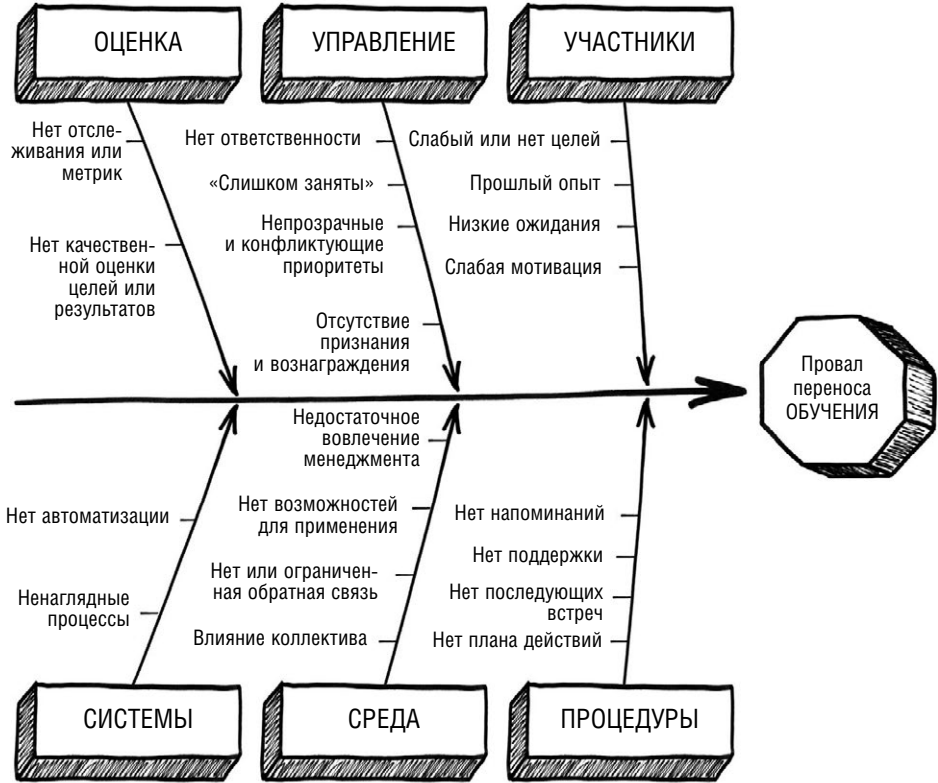 ОЦЕНКА
УПРАВЛЕНИЕ
УЧАСТНИКИ
Нет отсле-
живания или
метрик
Нет качествен-
ной оценки
целей или
результатов
Нет ответственности
«Слишком заняты»
Непрозрачные
и конфликтующие
приоритеты
Отсутствие
признания
и вознаграждения
Слабый или нет целей
Прошлый опыт
Низкие ожидания
Слабая мотивация
Провал
переноса
ОБУЧЕНИЯ
Нет автоматизации
Ненаглядные
процессы
Недостаточное
вовлечение
менеджмента
Нет возможностей
для применения
Нет или ограничен-
ная обратная связь
Влияние коллектива
Нет напоминаний
Нет поддержки
Нет последующих
встреч
Нет плана действий
СИСТЕМЫ
СРЕДА
ПРОЦЕДУРЫ